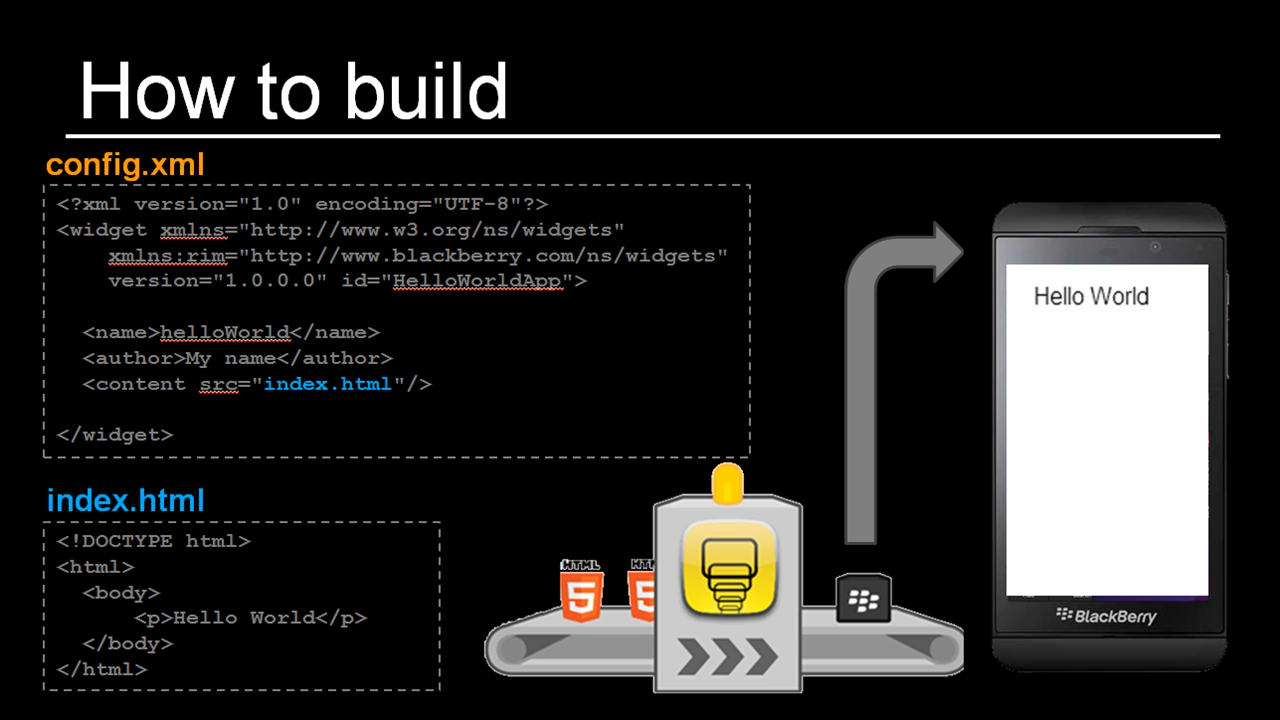 How to build
config.xml
<?xml version="1.0" encoding="UTF-8"?>
<widget xmlns="http://www.w3.org/ns/widgets"
xmlns:rim="http://www.blackberry.com/ns/widgets"
version="1.0.0.0" id="HelloWorldApp">
<name>helloWorld</name>
<author>My name</author>
<content src="index.html"/>
</widget>
index.html
<!DOCTYPE html>
<html>
<body>
<p>Hello World</p>
</body>
</html>
HTML
5
HTM
5
Hello World
BlackBerry